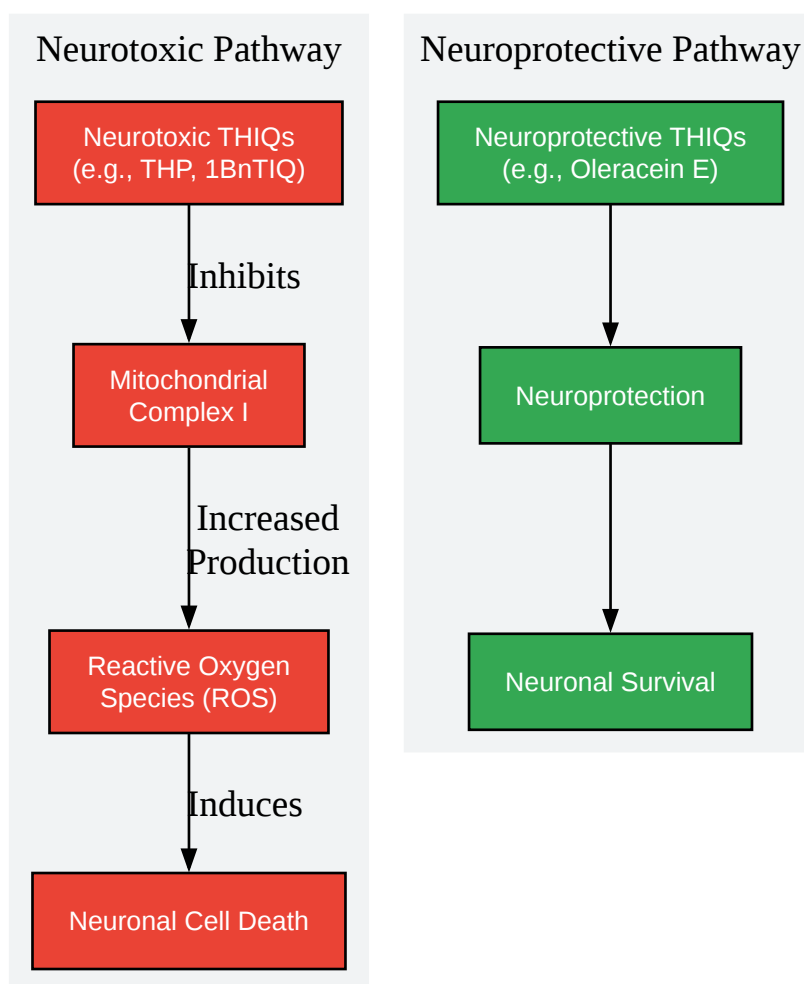 Neurotoxic Pathway
Neurotoxic THIQs
(e.g., THP, 1BnTIQ)
Inhibits
Mitochondrial
Complex I
Increased
Production
Reactive Oxygen
Species (ROS)
Induces
Neuronal Cell Death
Neuroprotective Pathway
Neuroprotective THIQs
(e.g., Oleracein E)
Neuroprotection
Neuronal Survival